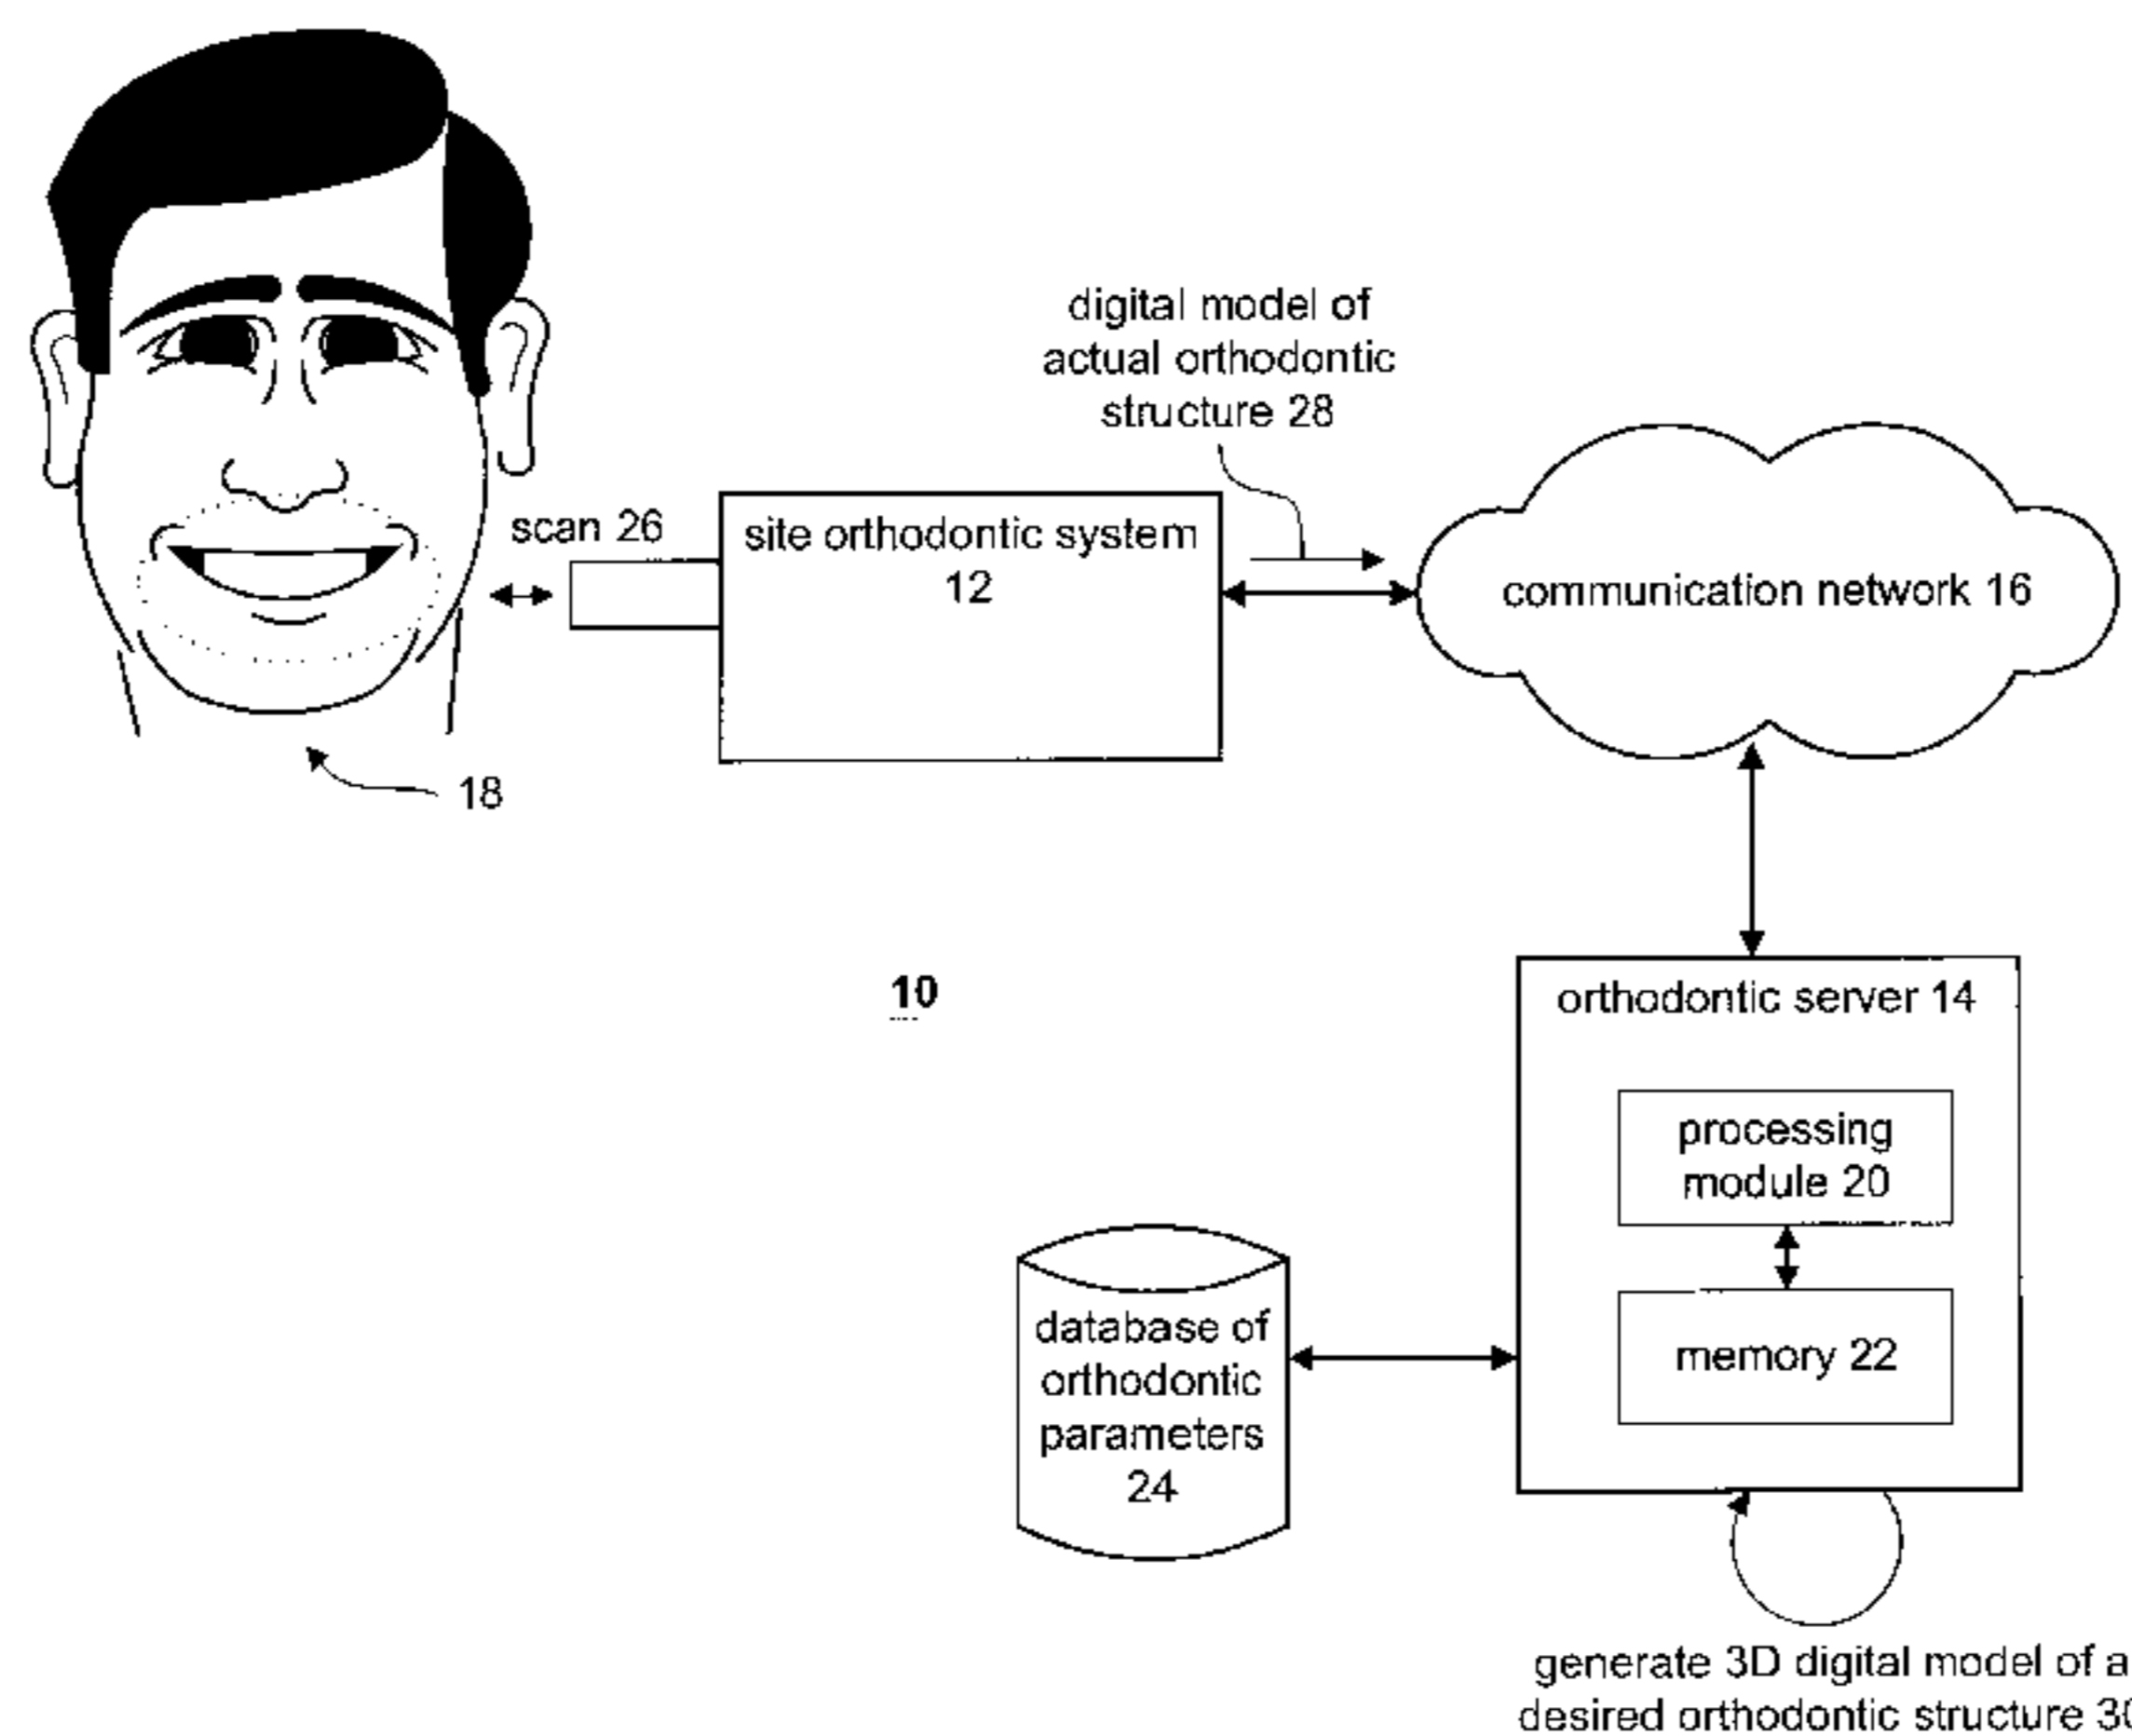 digital model of
actual orthodontic
structure 28
scan 26
site orthodontic system
12
communication network 16
18
10
orthodontic server 14
processing
module 20
memory 22
database of
orthodontic
parameters
24
generate 3D digital model of a
desired orthodontic structure 30